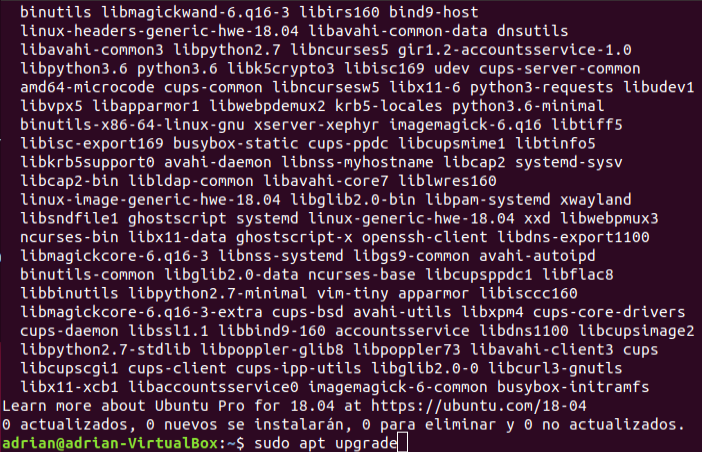 binutils libmagickwand-6.q16-3 libirs160 bind9-host
linux-headers-generic-hwe-18.04 libavahi-common-data dnsutils
libavahi-common3 libpython2.7 libncurses5 gir1.2-accountsservice-1.0
libpython3.6 python3.6 libk5crypto3 libisc169 udev cups-server-common
amd64-microcode cups-common libncursesw5 libx11-6 python3-requests libudev1
libvpx5 libapparmor1 libwebpdemux2 krb5-locales python3.6-minimal
binutils-x86-64-linux-gnu xserver-xephyr imagemagick-6.q16 libtiff5
libisc-export169 busybox-static cups-ppdc libcupsmime1 libtinfo5
libkrb5support0 avahi-daemon libnss-myhostname libcap2 systemd-sysv
libcap2-bin libldap-common libavahi-core7 liblwres160
linux-image-generic-hwe-18.04 libglib2.0-bin libpam-systemd xwayland
libsndfile1 ghostscript systemd linux-generic-hwe-18.04 xxd libwebpmux3
ncurses-bin libx11-data ghostscript-x openssh-client libdns-export1100
libmagickcore-6.q16-3 libnss-systemd libgs9-common avahi-autoipd
binutils-common libglib2.0-data ncurses-base libcupsppdc1 libflac8
libbinutils libpython2.7-minimal vim-tiny apparmor libisccc160
libmagickcore-6.q16-3-extra cups-bsd avahi-utils libxpm4 cups-core-drivers
cups-daemon libssl1.1 libbind9-160 accountsservice libdns1100 libcupsimage2
libpython2.7-stdlib libpoppler-glib8 libpoppler73 libavahi-client3 cups
libcupscgi1 cups-client cups-ipp-utils libglib2.0-0 libcurl3-gnutls
libx11-xcb1 libaccountsservice0 imagemagick-6-common busybox-initramfs
Learn more about Ubuntu Pro for 18.04 at https://ubuntu.com/18-04
0 actualizados, 0 nuevos se instalarán, 0 para eliminar y 0 no actualizados.
adrian@adrian-VirtualBox:~$ sudo apt upgrade